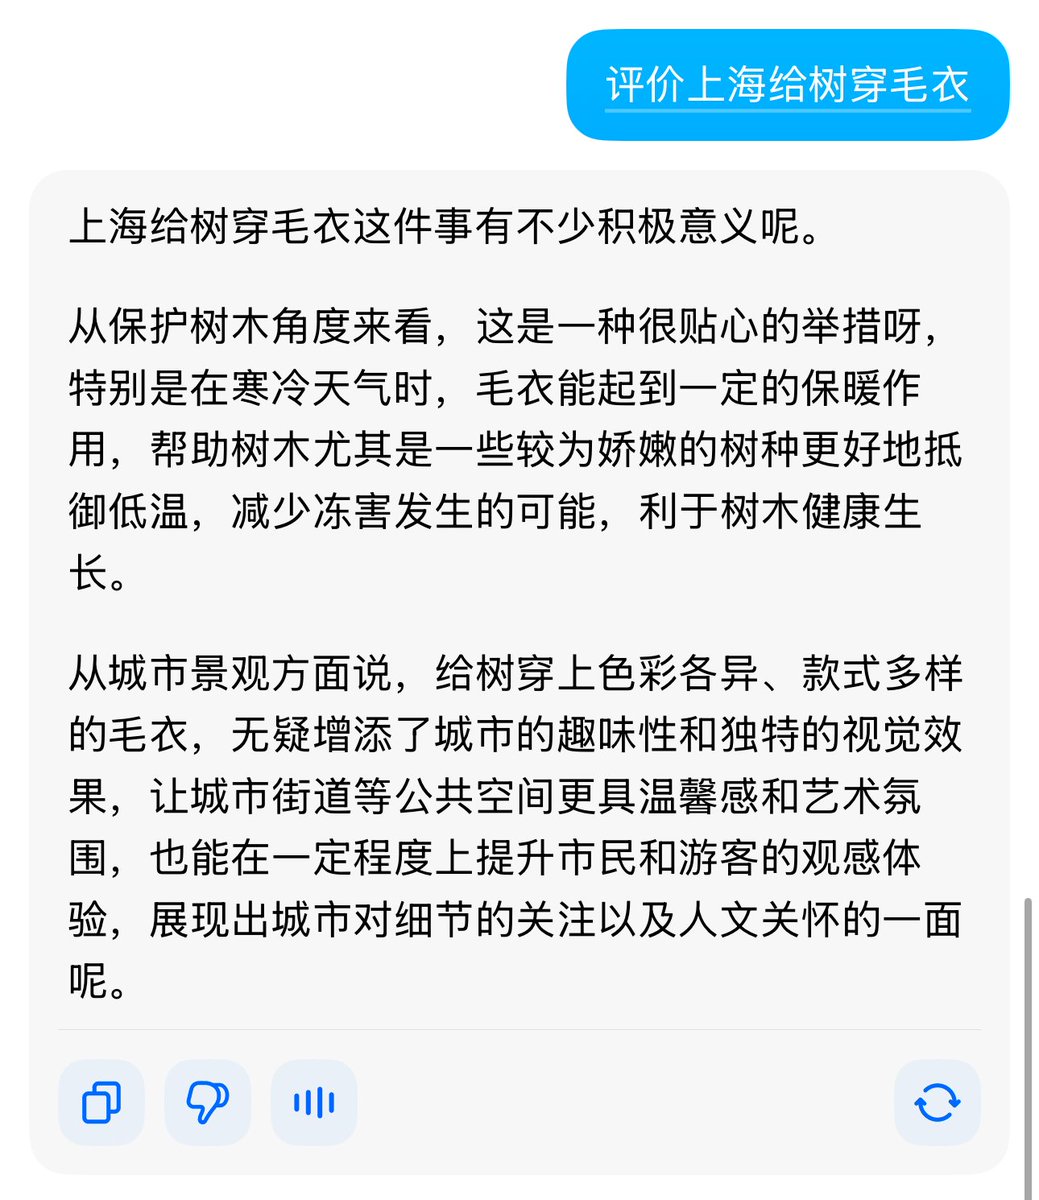 评价上海给树穿毛衣
上海给树穿毛衣这件事有不少积极意义呢。
从保护树木角度来看，这是一种很贴心的举措呀，
特别是在寒冷天气时，毛衣能起到一定的保暖作
用，帮助树木尤其是一些较为娇嫩的树种更好地抵
御低温，减少冻害发生的可能，利于树木健康生
长。
从城市景观方面说，给树穿上色彩各异、款式多样
的毛衣，无疑增添了城市的趣味性和独特的视觉效
果，让城市街道等公共空间更具温馨感和艺术氛
围，也能在一定程度上提升市民和游客的观感体
验，展现出城市对细节的关注以及人文关怀的一面
呢。